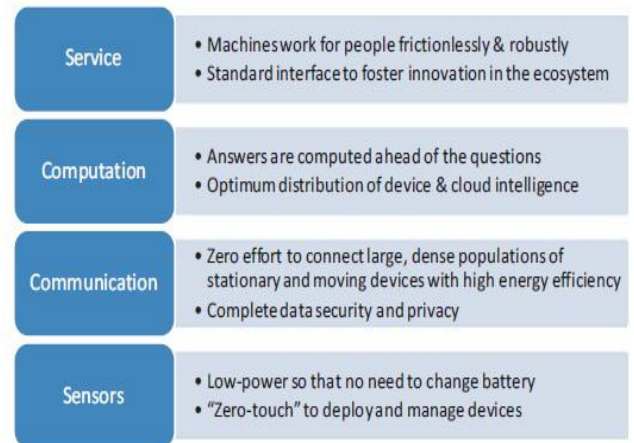 Service
• Machines work for people frictionlessly & robustly
• Standard interface to foster innovation in the ecosystem
Computation
• Answers are computed ahead of the questions
• Optimum distribution of device & cloud intelligence
Communication
• Zero effort to connect large, dense populations of
stationary and moving devices with high energy efficiency
• Complete data security and privacy
Sensors
• Low-power so that no need to change battery
• “Zero-touch” to deploy and manage devices